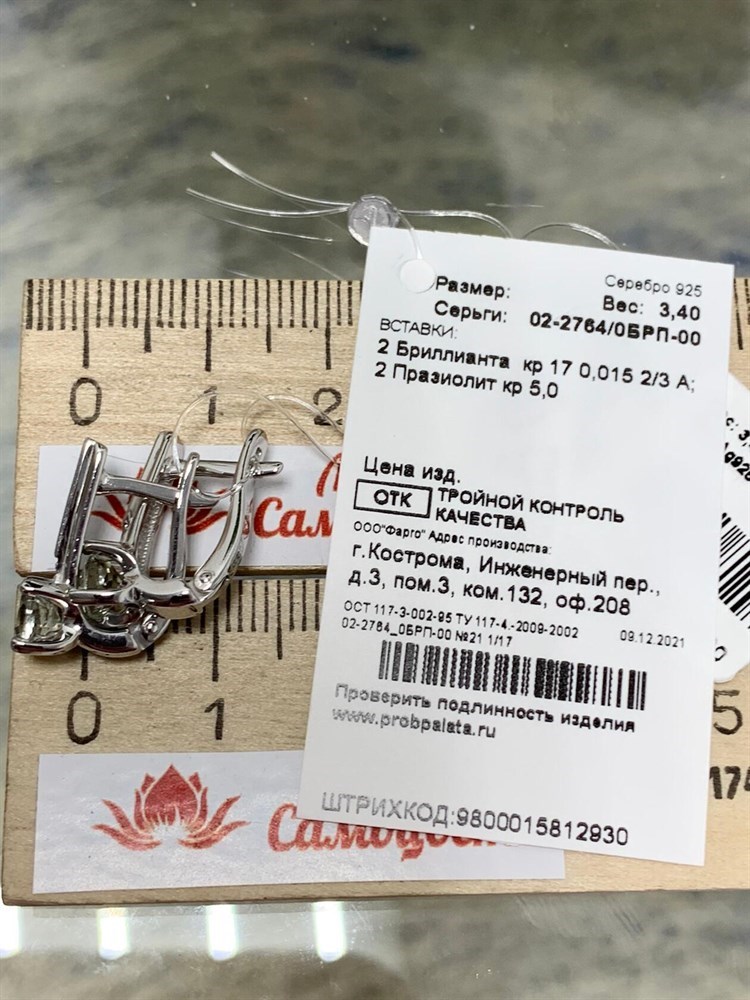 Серебро 925
Размер: Вес: 3,40
Серьги: 02-2764/0БРП-00
ВСТАВКИ:
2 Бриллианта кр 17 0,015 2/3 А;
2 Празиолит кр 5,0
Цена изд.
ОТК ТРОЙНОЙ КОНТРОЛЬ
КАЧЕСТВА
ООО"Фарго" Адрес производства:
г.Кострома, Инженерный пер.,
д.3, пом.3, ком.132, оф.208
ОСТ 117-3-002-95 ТУ 117-4.-2009-2002 09.12.2021
02-2764_0БРП-00 №21 1/17
Проверить подлинность изделия
www.probpalata.ru
ШТРИХКОД:9800015812930
0 1 2
Сам
0 1 5
174
Самоцв